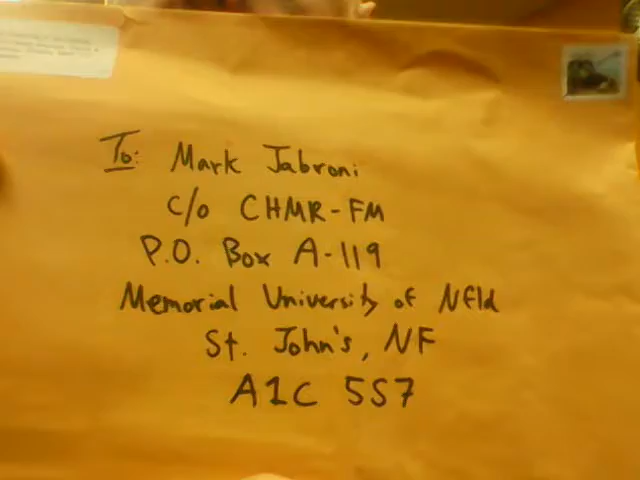 To: Mark Jabroni
c/o CHMR-FM
P.O. Box A-119
Memorial University of Nfld
St. John's, NF
A1C 5S7